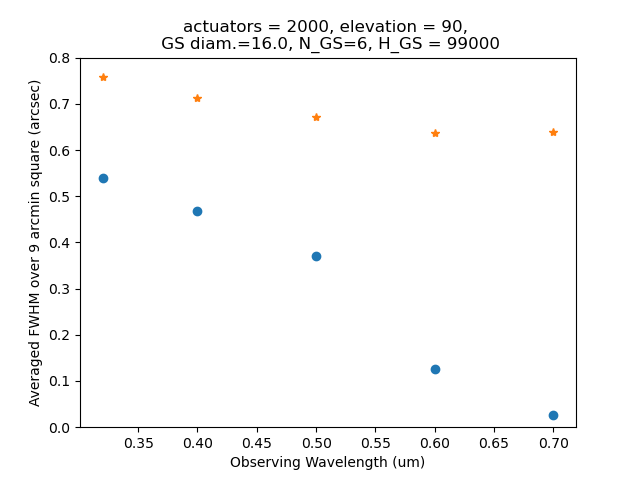 actuators = 2000, elevation = 90,
GS diam.=16.0, N_GS=6, H_GS = 99000
Averaged FWHM over 9 arcmin square (arcsec)
0.8
0.7
0.6
0.5
0.4
0.3
0.2
0.1
0.0
0.35 0.40 0.45 0.50 0.55 0.60 0.65 0.70
Observing Wavelength (um)